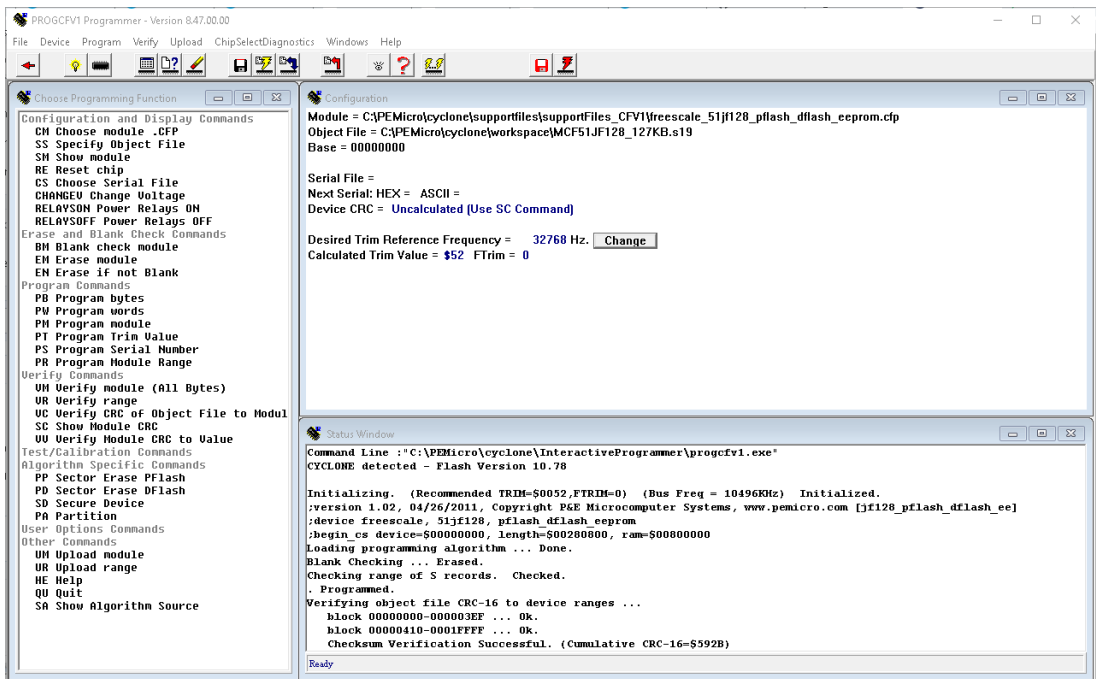 PROGCFV1 Programmer - Version 8.47.00.00
File Device Program Verify Upload ChipSelectDiagnostics Windows Help
Choose Programming Function
Configuration and Display Commands
CM Choose module .CFP
SS Specify Object File
SM Show module
RE Reset chip
CS Choose Serial File
CHANGEV Change Voltage
RELAYSON Power Relays ON
RELAYSOFF Power Relays OFF
Erase and Blank Check Commands
BM Blank check module
EM Erase module
EN Erase if not Blank
Program Commands
PB Program bytes
PW Program words
PM Program module
PT Program Trim Value
PS Program Serial Number
PR Program Module Range
Verify Commands
VM Verify module (All Bytes)
VR Verify range
VC Verify CRC of Object File to Modul
SC Show Module CRC
VV Verify Module CRC to Value
Test/Calibration Commands
Algorithm Specific Commands
PP Sector Erase PFlash
PD Sector Erase DFlash
SD Secure Device
PA Partition
User Options Commands
Other Commands
UM Upload module
UR Upload range
HE Help
QU Quit
SA Show Algorithm Source
Configuration
Module = C:\PEMicro\cyclone\supportfiles\supportFiles_CFV1\freescale_51jf128_pflash_dflash_eeprom.cfp
Object File = C:\PEMicro\cyclone\workspace\MCF51JF128_127KB.s19
Base = 00000000
Serial File =
Next Serial: HEX = ASCII =
Device CRC = Uncalculated (Use SC Command)
Desired Trim Reference Frequency = 32768 Hz. Change
Calculated Trim Value = $52 FTrim = 0
Status Window
Command Line :"C:\PEMicro\cyclone\InteractiveProgrammer\progcfv1.exe"
CYCLONE detected - Flash Version 10.78
Initializing. (Recommended TRIM=$0052,FTRIM=0) (Bus Freq = 10496KHz) Initialized.
;version 1.02, 04/26/2011, Copyright P&E Microcomputer Systems, www.pemicro.com [jf128_pflash_dflash_ee]
;device freescale, 51jf128, pflash_dflash_eeprom
;begin_cs device=$00000000, length=$00280800, ram=$00800000
Loading programming algorithm ... Done.
Blank Checking ... Erased.
Checking range of S records. Checked.
. Programmed.
Verifying object file CRC-16 to device ranges ...
block 00000000-000003EF ... Ok.
block 00000410-0001FFFF ... Ok.
Checksum Verification Successful. (Cumulative CRC-16=$592B)
Ready